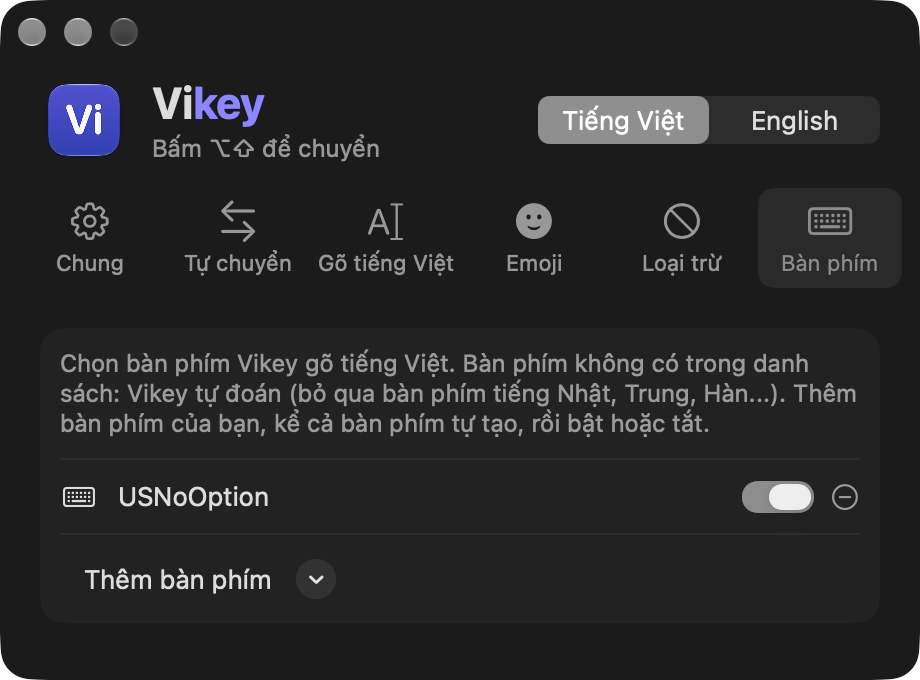 Vi
Vikey
Bấm ⌥⇧ để chuyển
Tiếng Việt
English
Chung
Tự chuyển
Gõ tiếng Việt
Emoji
Loại trừ
Bàn phím
Chọn bàn phím Vikey gõ tiếng Việt. Bàn phím không có trong danh
sách: Vikey tự đoán (bỏ qua bàn phím tiếng Nhật, Trung, Hàn...). Thêm
bàn phím của bạn, kể cả bàn phím tự tạo, rồi bật hoặc tắt.
USNoOption
Thêm bàn phím